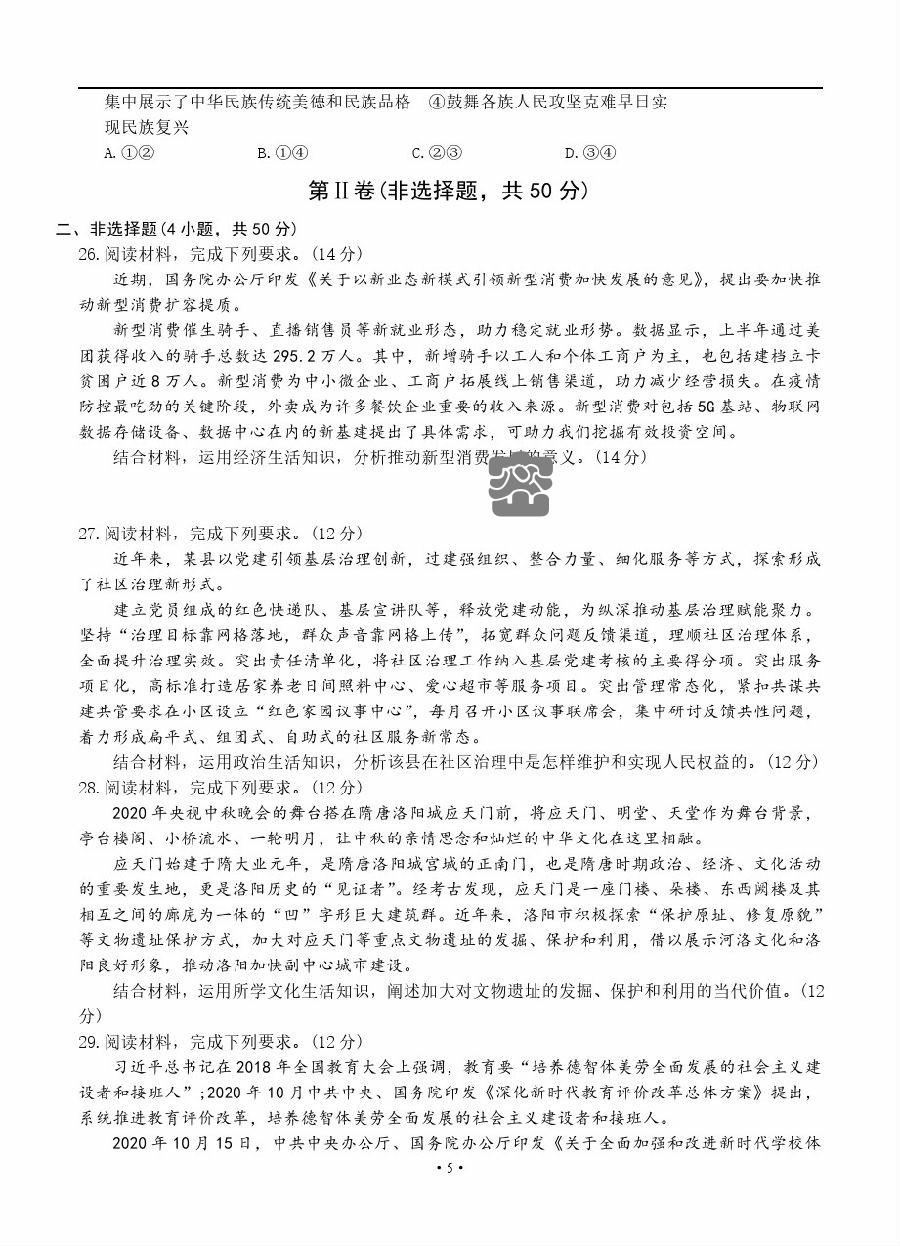 集中展示了中华民族传统美德和民族品格 ④鼓舞各族人民攻坚克难早日实
现民族复兴
A.①② B.①④ C.②③ D.③④
第Ⅱ卷(非选择题，共 50 分)
二、非选择题(4 小题，共 50 分)
26.阅读材料，完成下列要求。(14 分)
近期，国务院办公厅印发《关于以新业态新模式引领新型消费加快发展的意见》，提出要加快推
动新型消费扩容提质。
新型消费催生骑手、直播销售员等新就业形态，助力稳定就业形势。数据显示，上半年通过美
团获得收入的骑手总数达 295.2 万人。其中，新增骑手以工人和个体工商户为主，也包括建档立卡
贫困户近 8 万人。新型消费为中小微企业、工商户拓展线上销售渠道，助力减少经营损失。在疫情
防控最吃劲的关键阶段，外卖成为许多餐饮企业重要的收入来源。新型消费对包括 5G 基站、物联网
数据存储设备、数据中心在内的新基建提出了具体需求，可助力我们挖掘有效投资空间。
结合材料，运用经济生活知识，分析推动新型消费发展的意义。(14 分)
27.阅读材料，完成下列要求。(12 分)
近年来，某县以党建引领基层治理创新，过建强组织、整合力量、细化服务等方式，探索形成
了社区治理新形式。
建立党员组成的红色快递队、基层宣讲队等，释放党建动能，为纵深推动基层治理赋能聚力。
坚持“治理目标靠网格落地，群众声音靠网格上传”，拓宽群众问题反馈渠道，理顺社区治理体系，
全面提升治理实效。突出责任清单化，将社区治理工作纳入基层党建考核的主要得分项。突出服务
项目化，高标准打造居家养老日间照料中心、爱心超市等服务项目。突出管理常态化，紧扣共谋共
建共管要求在小区设立“红色家园议事中心”，每月召开小区议事联席会，集中研讨反馈共性问题，
着力形成扁平式、组团式、自助式的社区服务新常态。
结合材料，运用政治生活知识，分析该县在社区治理中是怎样维护和实现人民权益的。(12 分)
28.阅读材料，完成下列要求。(12 分)
2020 年央视中秋晚会的舞台搭在隋唐洛阳城应天门前，将应天门、明堂、天堂作为舞台背景，
亭台楼阁、小桥流水、一轮明月，让中秋的亲情思念和灿烂的中华文化在这里相融。
应天门始建于隋大业元年，是隋唐洛阳城宫城的正南门，也是隋唐时期政治、经济、文化活动
的重要发生地，更是洛阳历史的“见证者”。经考古发现，应天门是一座门楼、朵楼、东西阙楼及其
相互之间的廊庑为一体的“凹”字形巨大建筑群。近年来，洛阳市积极探索“保护原址、修复原貌”
等文物遗址保护方式，加大对应天门等重点文物遗址的发掘、保护和利用，借以展示河洛文化和洛
阳良好形象，推动洛阳加快副中心城市建设。
结合材料，运用所学文化生活知识，阐述加大对文物遗址的发掘、保护和利用的当代价值。(12
分)
29.阅读材料，完成下列要求。(12 分)
习近平总书记在 2018 年全国教育大会上强调，教育要“培养德智体美劳全面发展的社会主义建
设者和接班人”;2020 年 10 月中共中央、国务院印发《深化新时代教育评价改革总体方案》提出，
系统推进教育评价改革，培养德智体美劳全面发展的社会主义建设者和接班人。
2020 年 10 月 15 日，中共中央办公厅、国务院办公厅印发《关于全面加强和改进新时代学校体
·5·